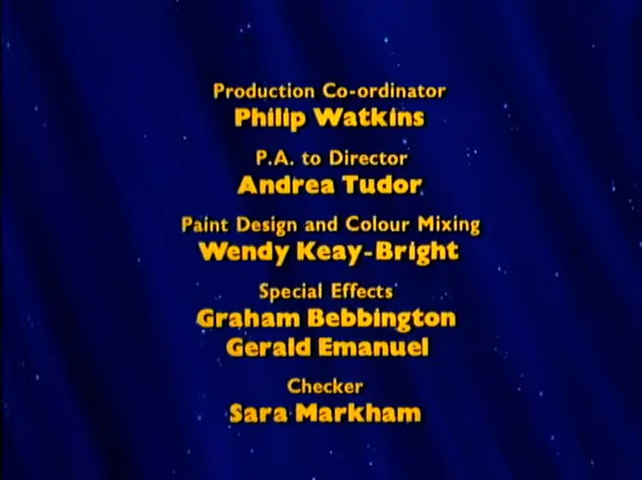 Production Co-ordinator
Philip Watkins
P.A. to Director
Andrea Tudor
Paint Design and Colour Mixing
Wendy Keay-Bright
Special Effects
Graham Bebbington
Gerald Emanuel
Checker
Sara Markham